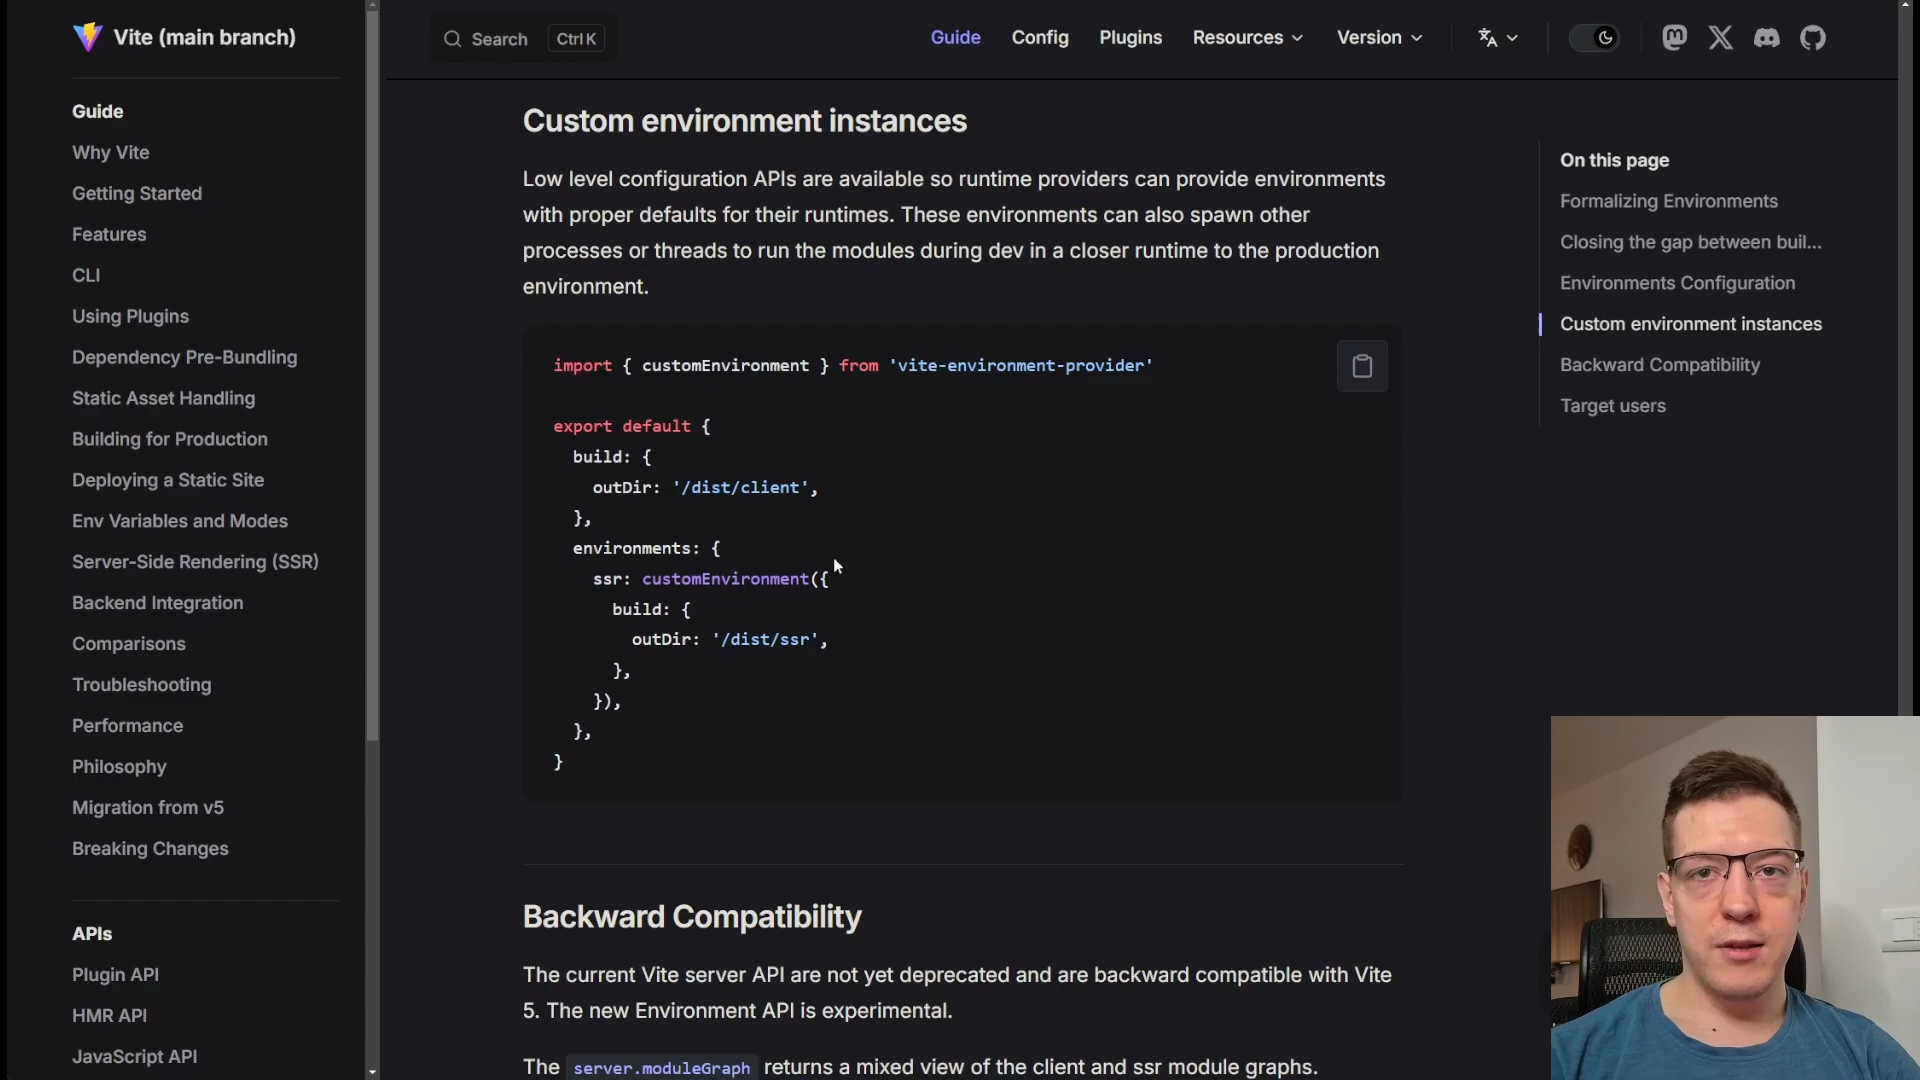 Vite (main branch)
Search
Ctrl K
Guide
Config
Plugins
Resources
Version
Guide
Why Vite
Getting Started
Features
CLI
Using Plugins
Dependency Pre-Bundling
Static Asset Handling
Building for Production
Deploying a Static Site
Env Variables and Modes
Server-Side Rendering (SSR)
Backend Integration
Comparisons
Troubleshooting
Performance
Philosophy
Migration from v5
Breaking Changes
APIs
Plugin API
HMR API
JavaScript API
Custom environment instances
Low level configuration APIs are available so runtime providers can provide environments
with proper defaults for their runtimes. These environments can also spawn other
processes or threads to run the modules during dev in a closer runtime to the production
environment.
import { customEnvironment } from 'vite-environment-provider'
export default {
  build: {
    outDir: '/dist/client',
  },
  environments: {
    ssr: customEnvironment({
      build: {
        outDir: '/dist/ssr',
      },
    }),
  },
}
Backward Compatibility
The current Vite server API are not yet deprecated and are backward compatible with Vite
5. The new Environment API is experimental.
The server.moduleGraph returns a mixed view of the client and ssr module graphs.
On this page
Formalizing Environments
Closing the gap between buil...
Environments Configuration
Custom environment instances
Backward Compatibility
Target users